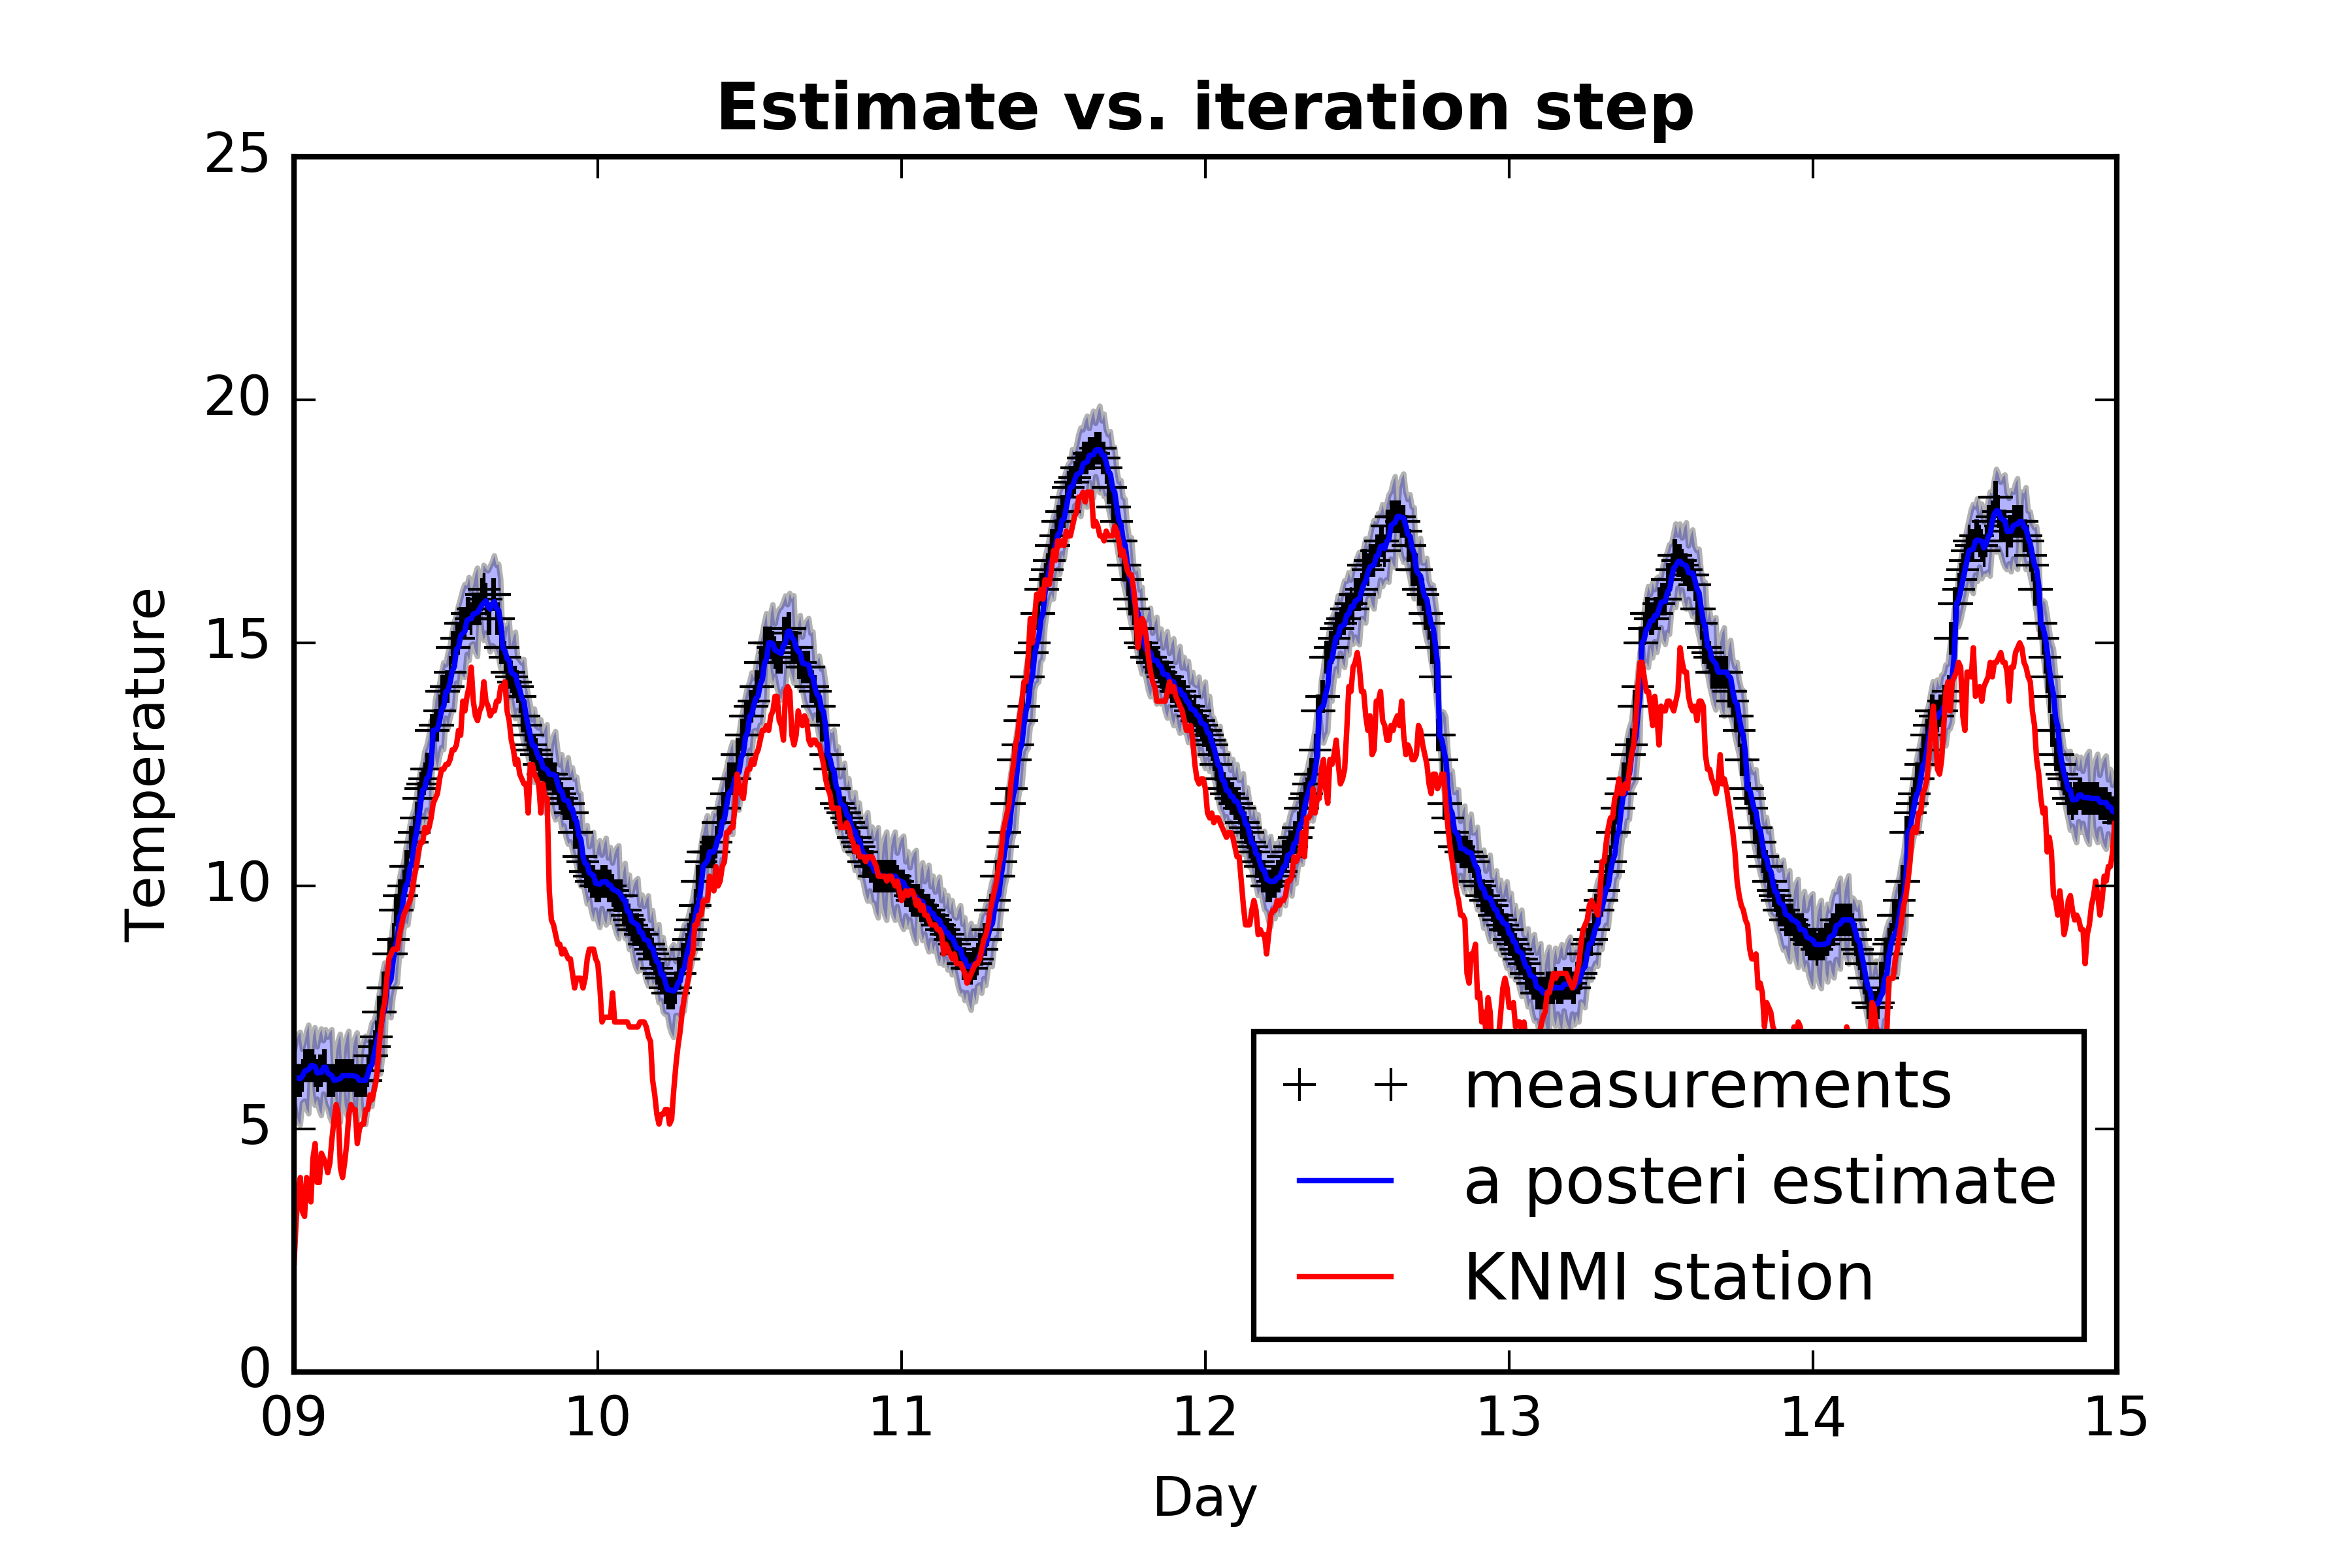 Estimate vs. iteration step
25
20
15
10
5
0
Temperature
measurements
a posteri estimate
KNMI station
09 10 11 12 13 14 15
Day